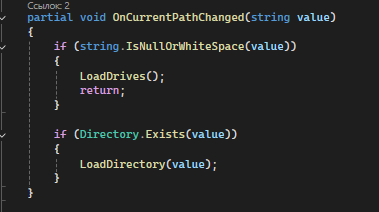 Ссылок: 2
partial void OnCurrentPathChanged(string value)
{
    if (string.IsNullOrWhiteSpace(value))
    {
        LoadDrives();
        return;
    }

    if (Directory.Exists(value))
    {
        LoadDirectory(value);
    }
}